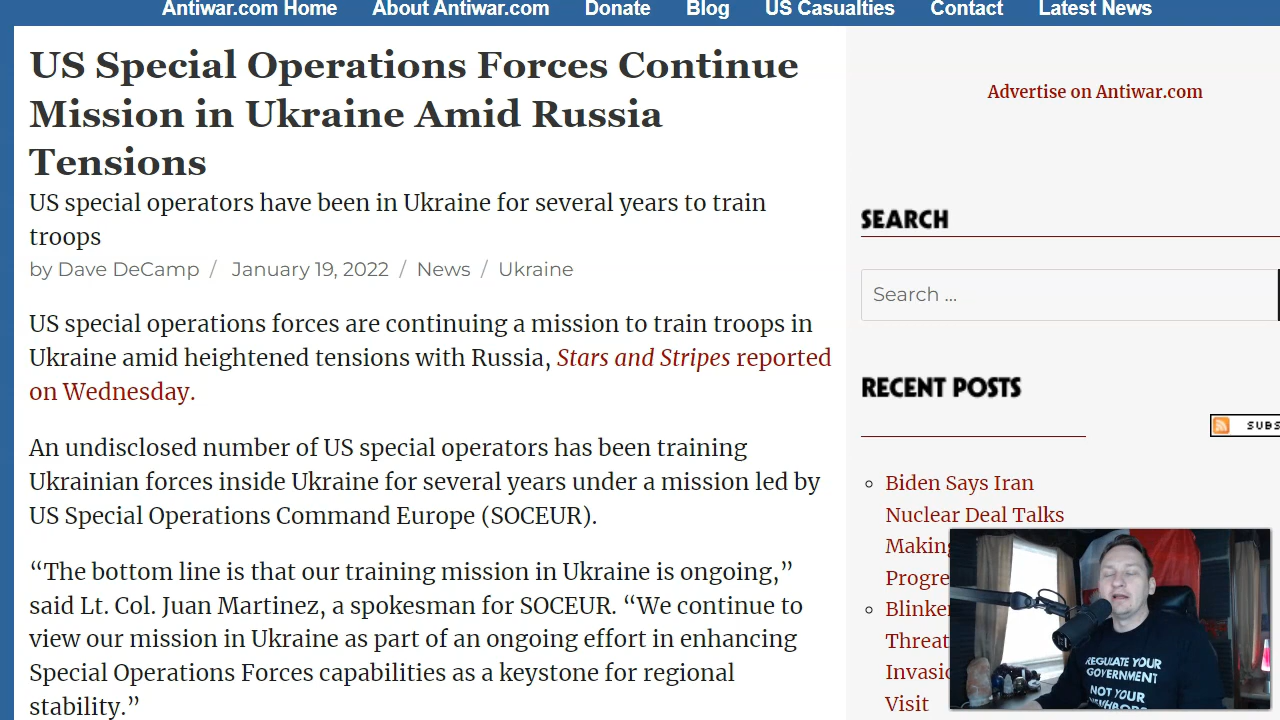 Antiwar.com Home About Antiwar.com Donate Blog US Casualties Contact Latest News
US Special Operations Forces Continue
Mission in Ukraine Amid Russia
Tensions
US special operators have been in Ukraine for several years to train
troops
by Dave DeCamp / January 19, 2022 / News / Ukraine
US special operations forces are continuing a mission to train troops in
Ukraine amid heightened tensions with Russia, Stars and Stripes reported
on Wednesday.
An undisclosed number of US special operators has been training
Ukrainian forces inside Ukraine for several years under a mission led by
US Special Operations Command Europe (SOCEUR).
“The bottom line is that our training mission in Ukraine is ongoing,”
said Lt. Col. Juan Martinez, a spokesman for SOCEUR. “We continue to
view our mission in Ukraine as part of an ongoing effort in enhancing
Special Operations Forces capabilities as a keystone for regional
stability.”
Advertise on Antiwar.com
SEARCH
Search ...
RECENT POSTS
SUBS
Biden Says Iran
Nuclear Deal Talks
Making
Progre
Blinken
Threat
Invasio
Visit
REGULATE YOUR
GOVERNMENT
NOT YOUR